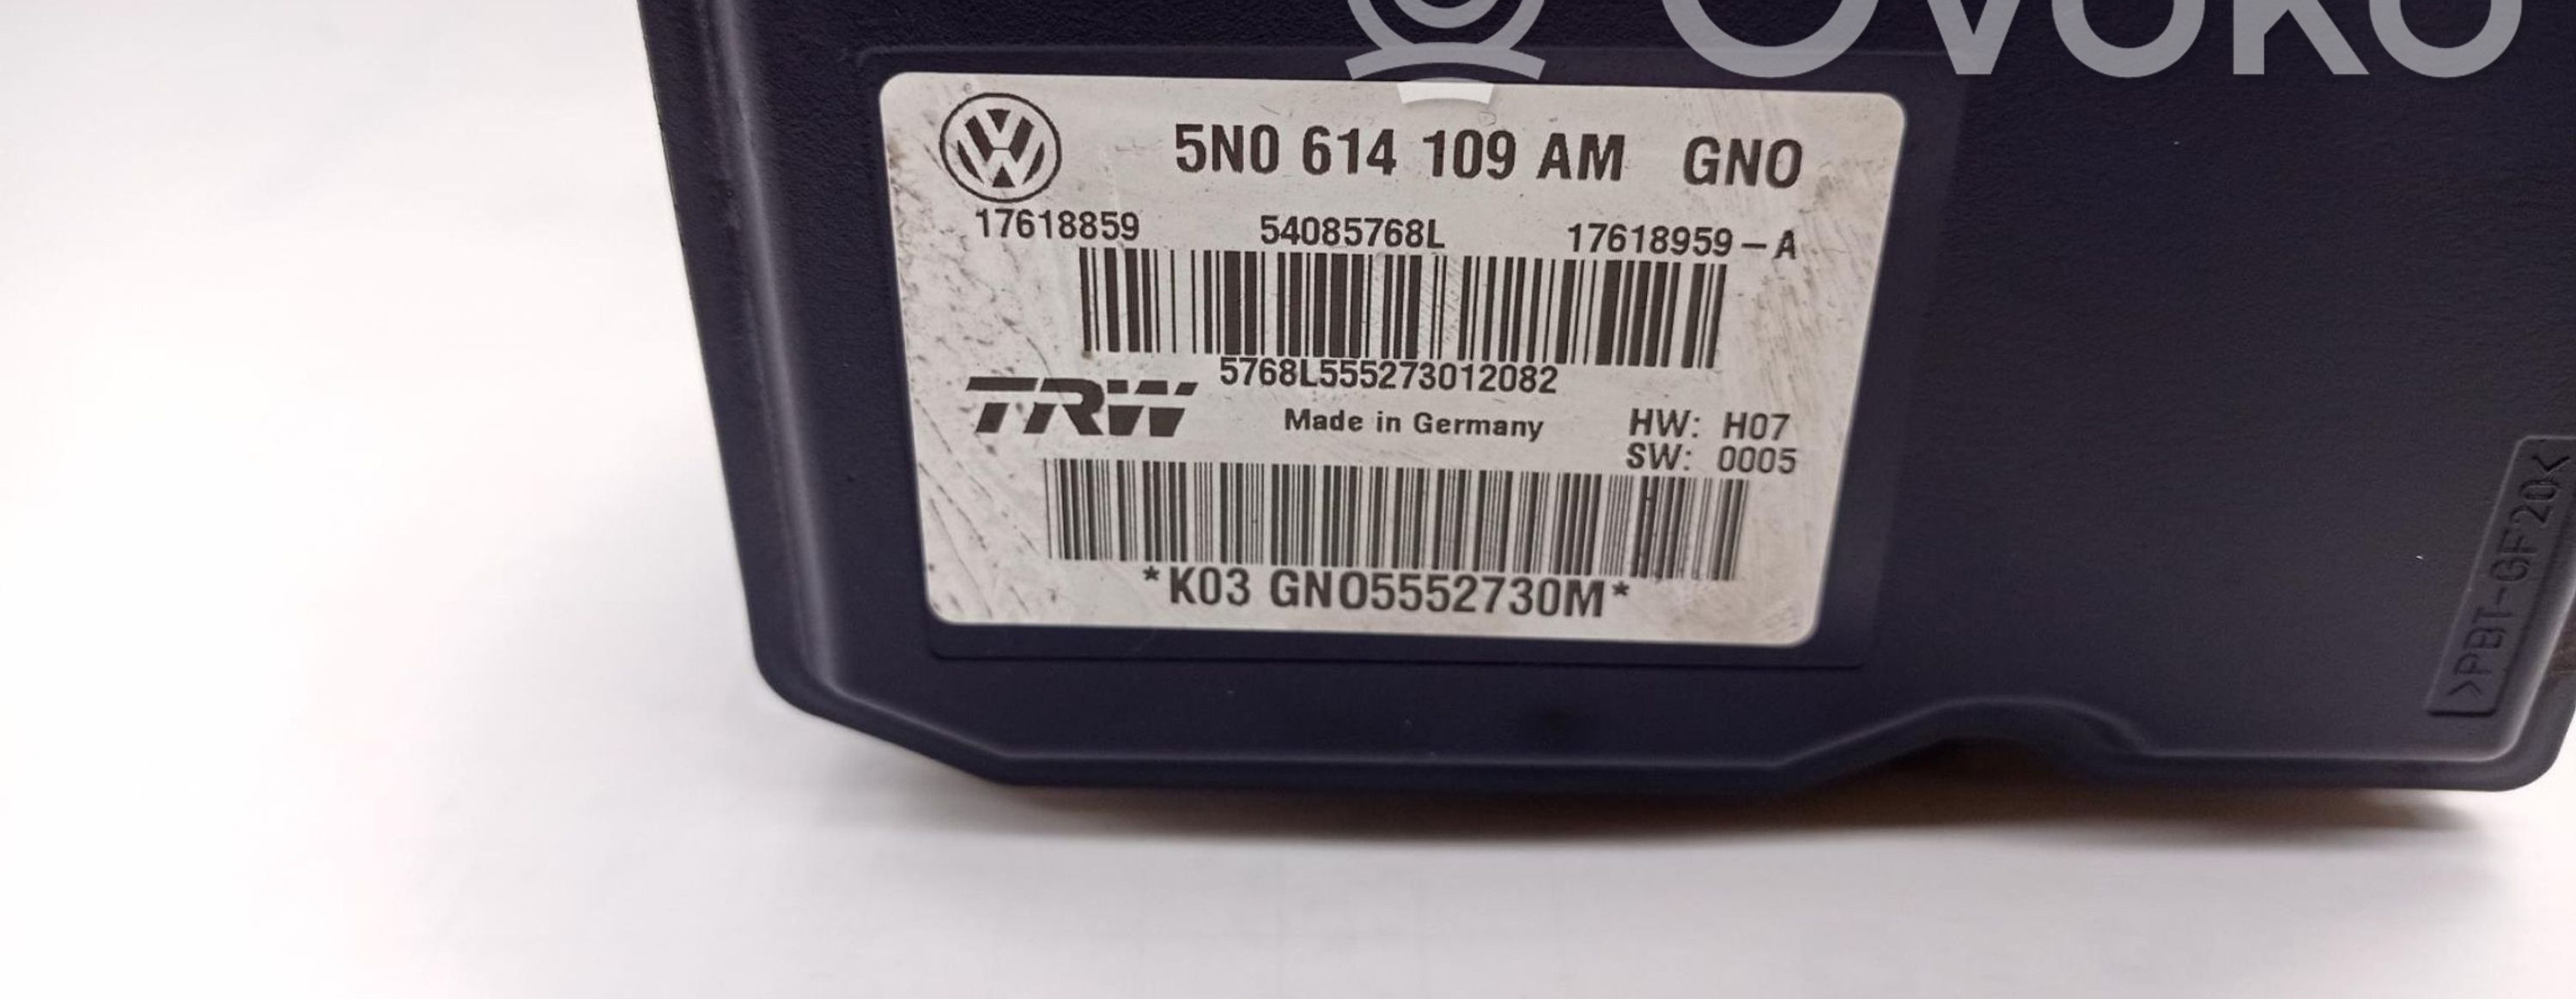 OVOKO
5N0 614 109 AM GNO
17618859 54085768L 17618959-A
5768L555273012082
TRW Made in Germany HW: H07
SW: 0005
*K03 GNO5552730M*
>PBT-GF20<